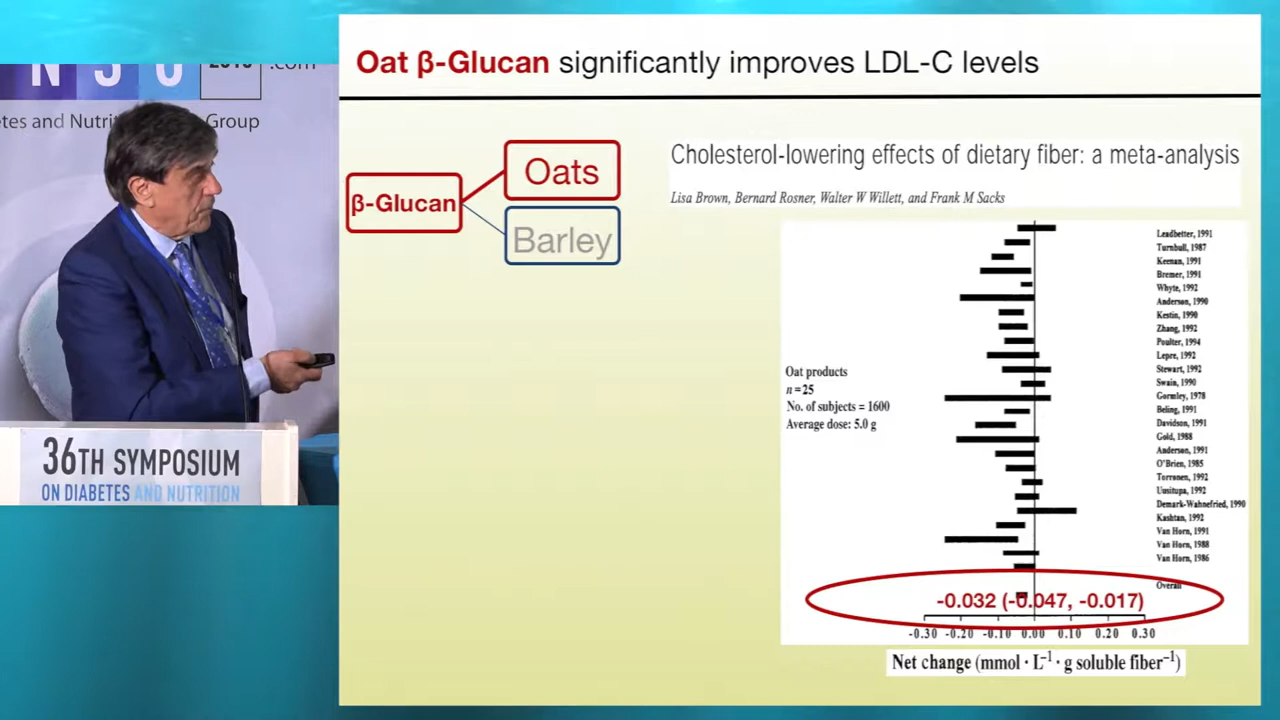 N S G
.com
etes and Nutrit
Group
36TH SYMPOSIUM
ON DIABETES AND NUTRITION
Oat β-Glucan significantly improves LDL-C levels
β-Glucan
Oats
Barley
Cholesterol-lowering effects of dietary fiber: a meta-analysis
Lisa Brown, Bernard Rosner, Walter W Willett, and Frank M Sacks
Oat products
n = 25
No. of subjects = 1600
Average dose: 5.0 g
Leadbetter, 1991
Turnbull, 1987
Keenan, 1991
Bremer, 1991
Whyte, 1992
Anderson, 1990
Kestin, 1990
Zhang, 1992
Poulter, 1994
Lepre, 1992
Stewart, 1992
Swain, 1990
Gormley, 1978
Beling, 1991
Davidson, 1991
Gold, 1988
Anderson, 1991
O'Brien, 1985
Torronen, 1992
Uusitupa, 1992
Demark-Wahnefried, 1990
Kashtan, 1992
Van Horn, 1991
Van Horn, 1988
Van Horn, 1986
Overall
-0.032 (-0.047, -0.017)
-0.30 -0.20 -0.10 0.00 0.10 0.20 0.30
Net change (mmol · L⁻¹ · g soluble fiber⁻¹)